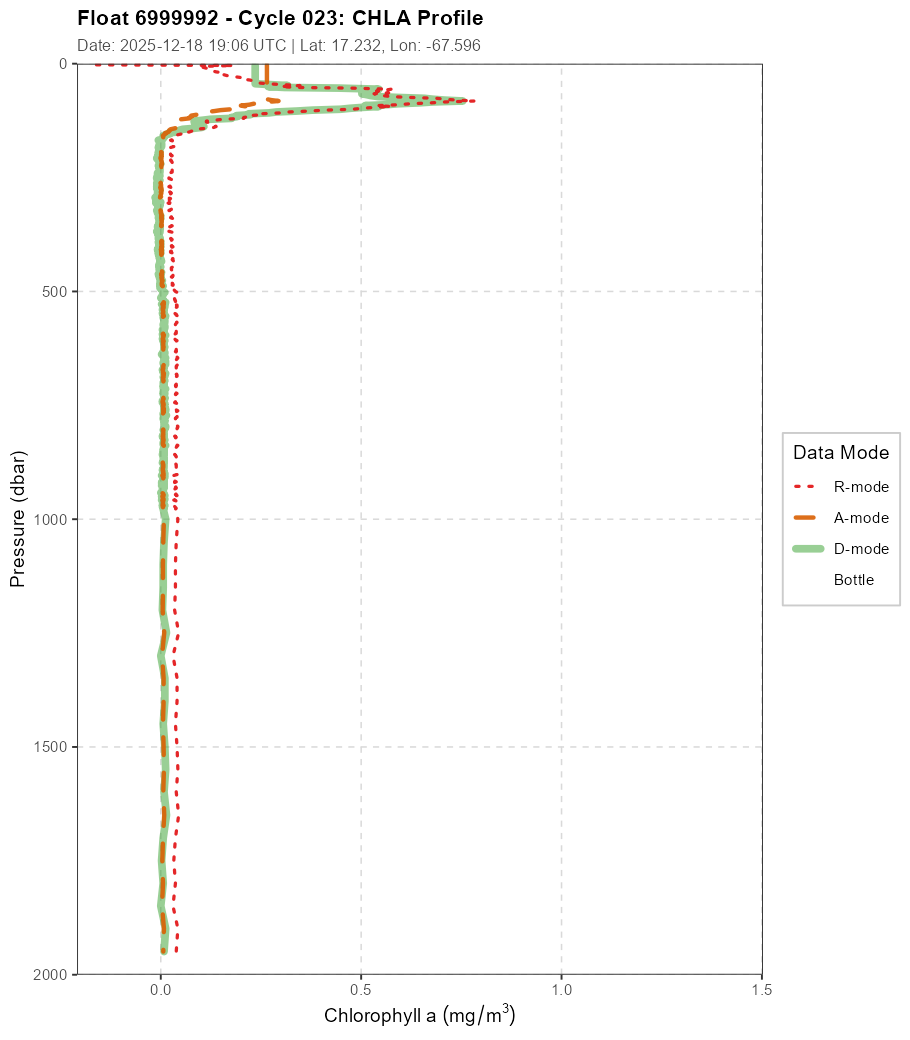 Float 6999992 - Cycle 023: CHLA Profile
Date: 2025-12-18 19:06 UTC | Lat: 17.232, Lon: -67.596
0
500
1000
1500
2000
Pressure (dbar)
0.0
0.5
1.0
1.5
Chlorophyll a (mg/m³)
Data Mode
R-mode
A-mode
D-mode
Bottle